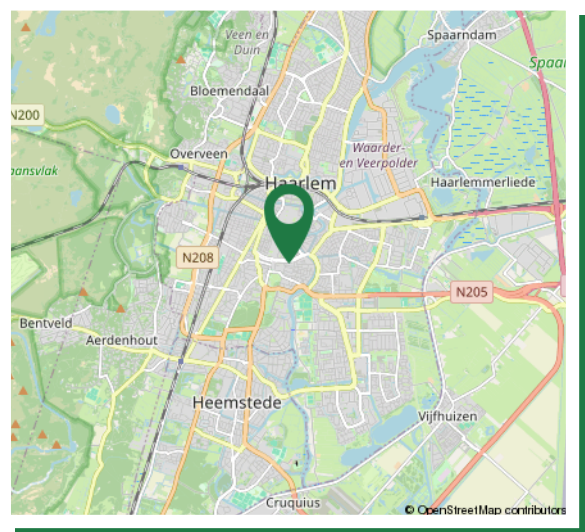 Veen en
Duin
Spaarndam
Spaar
Bloemendaal
N200
Waarder-
en Veerpolder
Overveen
ansvlak
Haarlem
Haarlemmerliede
N208
N205
Bentveld
Aerdenhout
Heemstede
Vijfhuizen
Cruquius
© OpenStreetMap contributors